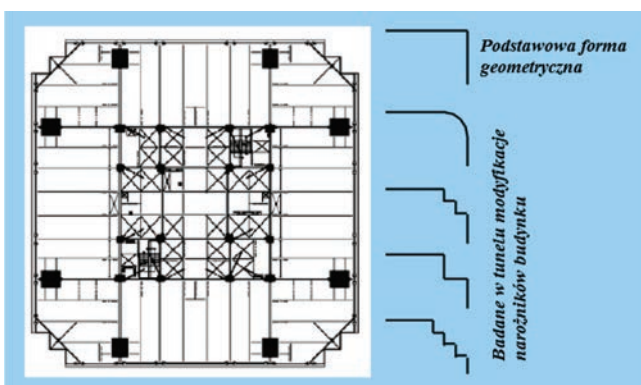 Podstawowa forma
geometryczna
Badane w tunelu modyfikacje
narożników budynku